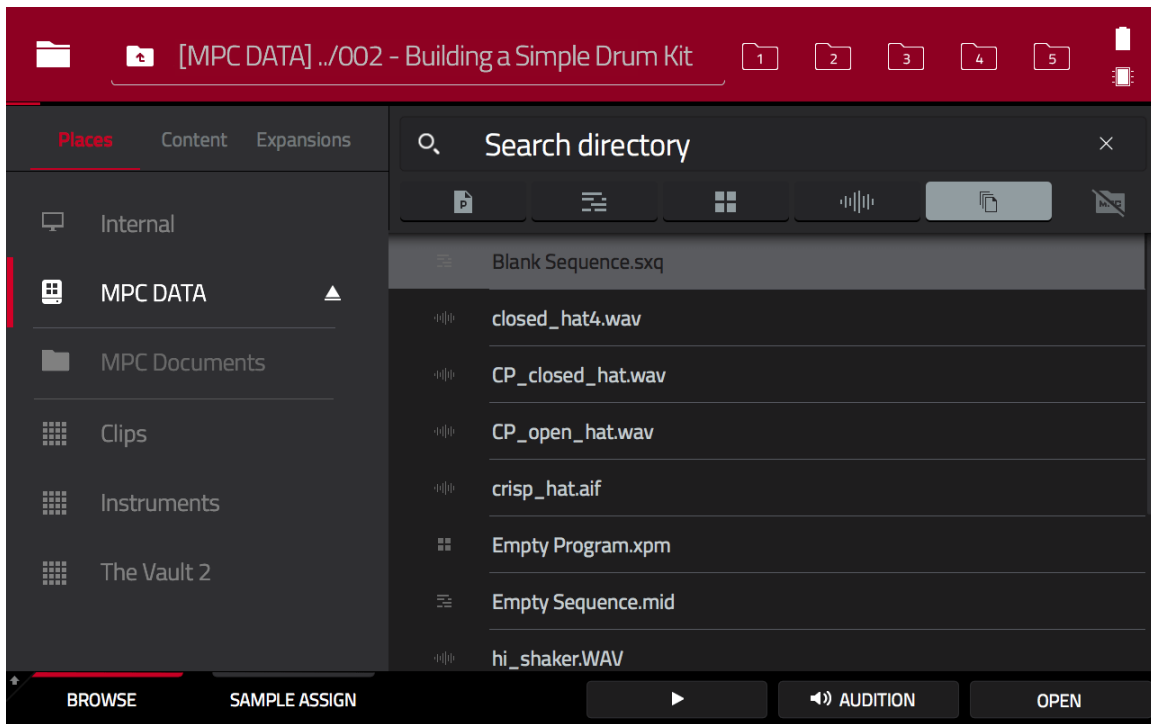 [MPC DATA] ../002 - Building a Simple Drum Kit
1 2 3 4 5
Places Content Expansions
Search directory
P
MPC
Internal
MPC DATA
MPC Documents
Clips
Instruments
The Vault 2
Blank Sequence.sxq
closed_hat4.wav
CP_closed_hat.wav
CP_open_hat.wav
crisp_hat.aif
Empty Program.xpm
Empty Sequence.mid
hi_shaker.WAV
BROWSE SAMPLE ASSIGN AUDITION OPEN